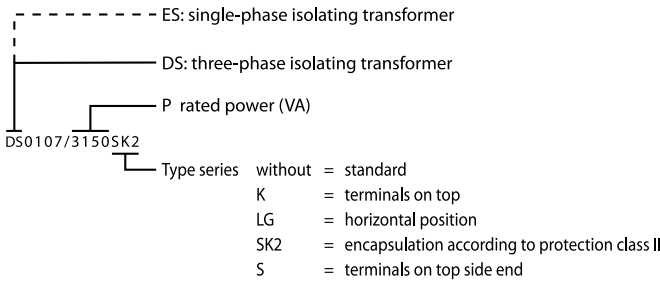 ES: single-phase isolating transformer
DS: three-phase isolating transformer
P rated power (VA)
DS0107/3150SK2
Type series without = standard
K = terminals on top
LG = horizontal position
SK2 = encapsulation according to protection class II
S = terminals on top side end